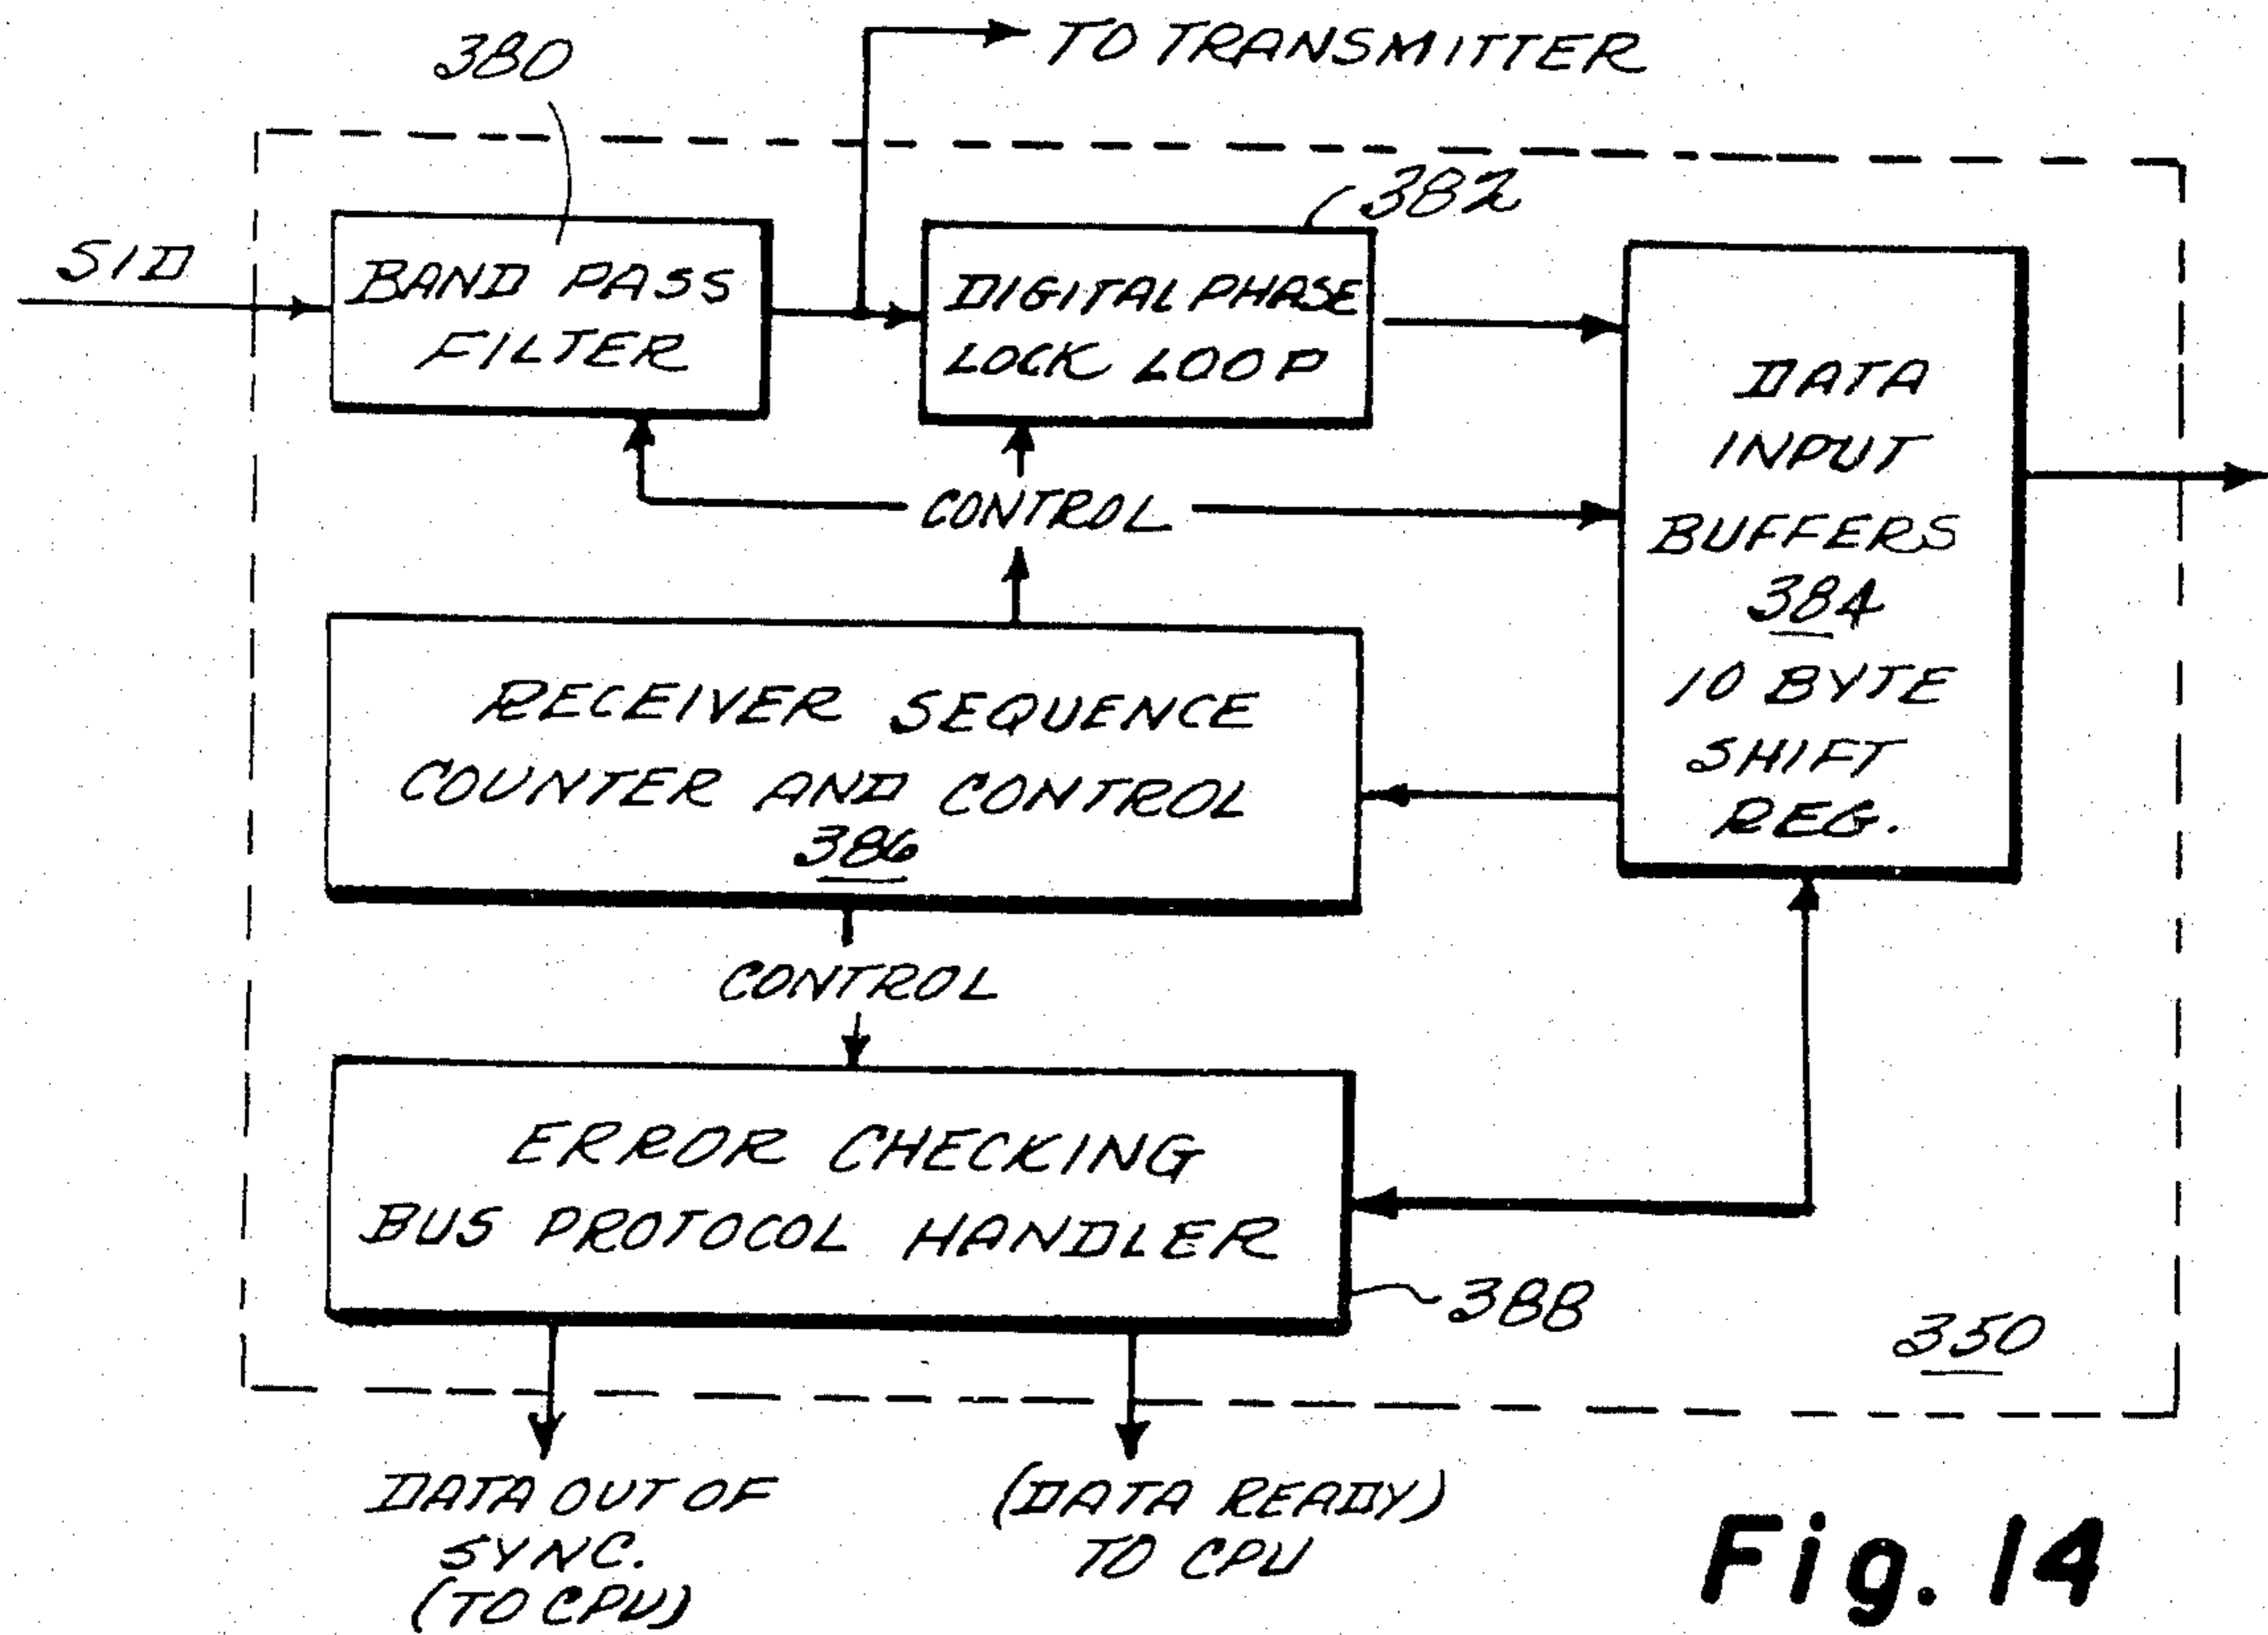 380
TO TRANSMITTER
382
SID
BAND PASS
FILTER
DIGITAL PHASE
LOCK LOOP
DATA
INPUT
BUFFERS
384
10 BYTE
SHIFT
REG.
CONTROL
RECEIVER SEQUENCE
COUNTER AND CONTROL
386
CONTROL
ERROR CHECKING
BUS PROTOCOL HANDLER
388
350
DATA OUT OF
SYNC.
(TO CPU)
(DATA READY)
TO CPU
Fig. 14